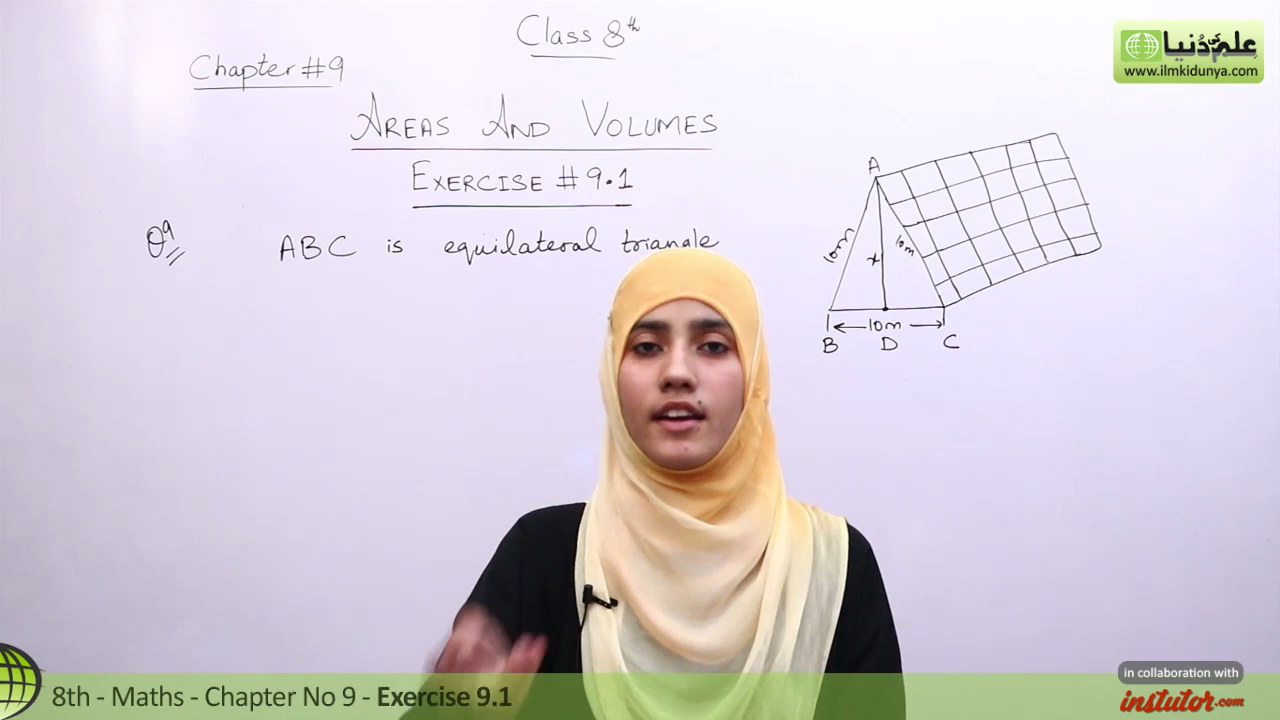 Class 8th
Chapter #9
AREAS AND VOLUMES
EXERCISE #9.1
Q9 ABC is equilateral triangle
A
10m x 10m
10m
B D C
علم کی دُنیا
www.ilmkidunya.com
8th - Maths - Chapter No 9 - Exercise 9.1
in collaboration with
instutor.com